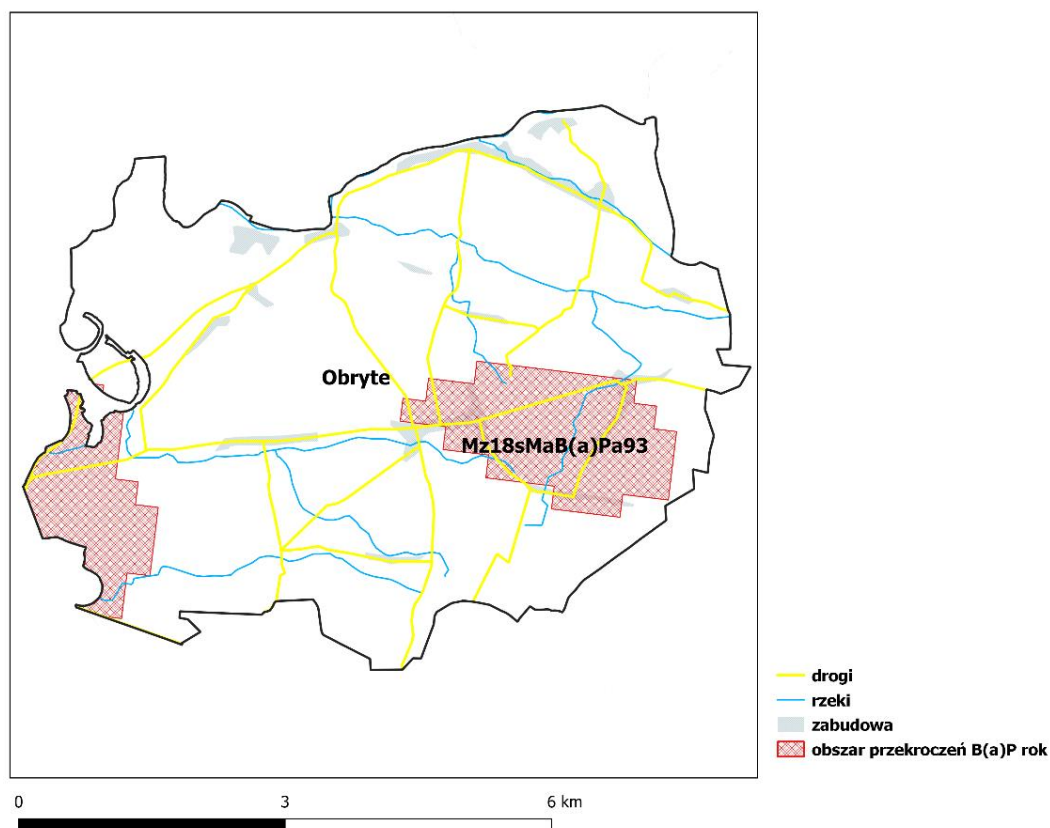 Obryte
Mz18sMaB(a)Pa93
drogi
rzeki
zabudowa
obszar przekroczeń B(a)P rok
0 3 6 km